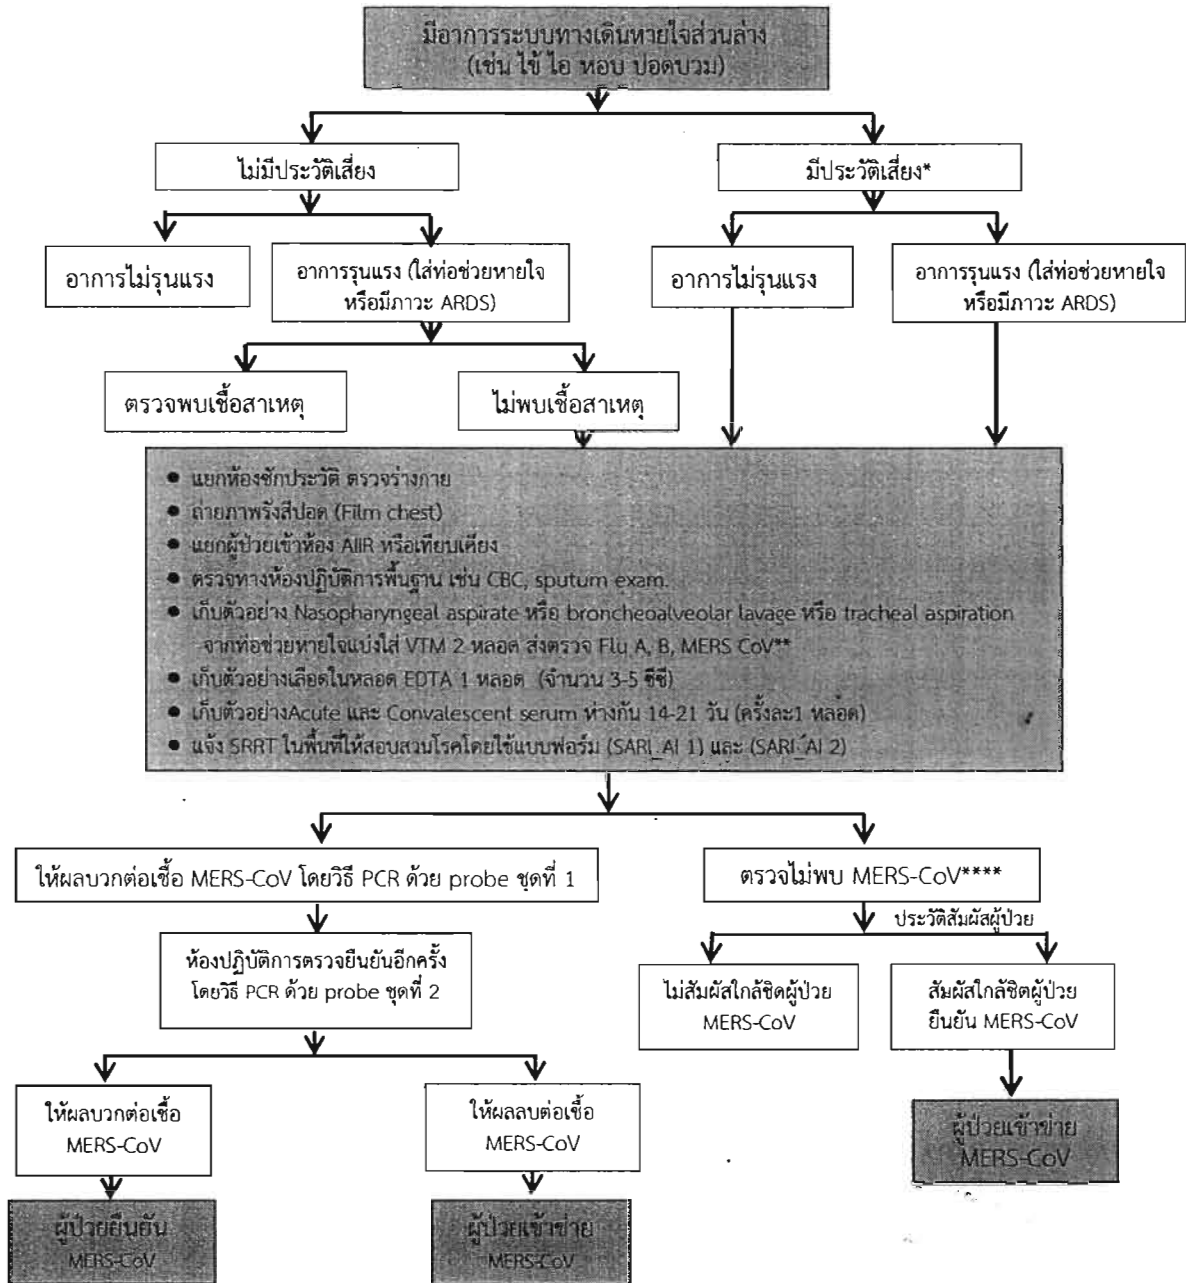 มีอาการระบบทางเดินหายใจส่วนล่าง
(เช่น ไข้ ไอ หอบ ปอดบวม)
ไม่มีประวัติเสี่ยง
มีประวัติเสี่ยง*
อาการไม่รุนแรง
อาการรุนแรง (ใส่ท่อช่วยหายใจ
หรือมีภาวะ ARDS)
อาการไม่รุนแรง
อาการรุนแรง (ใส่ท่อช่วยหายใจ
หรือมีภาวะ ARDS)
ตรวจพบเชื้อสาเหตุ
ไม่พบเชื้อสาเหตุ
● แยกห้องซักประวัติ ตรวจร่างกาย
● ถ่ายภาพรังสีปอด (Film chest)
● แยกผู้ป่วยเข้าห้อง AIIR หรือเทียบเคียง
● ตรวจทางห้องปฏิบัติการพื้นฐาน เช่น CBC, sputum exam.
● เก็บตัวอย่าง Nasopharyngeal aspirate หรือ broncheoalveolar lavage หรือ tracheal aspiration
จากท่อช่วยหายใจแบ่งใส่ VTM 2 หลอด ส่งตรวจ Flu A, B, MERS CoV**
● เก็บตัวอย่างเลือดในหลอด EDTA 1 หลอด (จำนวน 3-5 ซีซี)
● เก็บตัวอย่างAcute และ Convalescent serum ห่างกัน 14-21 วัน (ครั้งละ1 หลอด)
● แจ้ง SRRT ในพื้นที่ให้สอบสวนโรคโดยใช้แบบฟอร์ม (SARI_AI 1) และ (SARI_AI 2)
ให้ผลบวกต่อเชื้อ MERS-CoV โดยวิธี PCR ด้วย probe ชุดที่ 1
ตรวจไม่พบ MERS-CoV****
ประวัติสัมผัสผู้ป่วย
ห้องปฏิบัติการตรวจยืนยันอีกครั้ง
โดยวิธี PCR ด้วย probe ชุดที่ 2
ไม่สัมผัสใกล้ชิดผู้ป่วย
MERS-CoV
สัมผัสใกล้ชิดผู้ป่วย
ยืนยัน MERS-CoV
ให้ผลบวกต่อเชื้อ
MERS-CoV
ให้ผลลบต่อเชื้อ
MERS-CoV
ผู้ป่วยเข้าข่าย
MERS-CoV
ผู้ป่วยยืนยัน
MERS-CoV
ผู้ป่วยเข้าข่าย
MERS-CoV